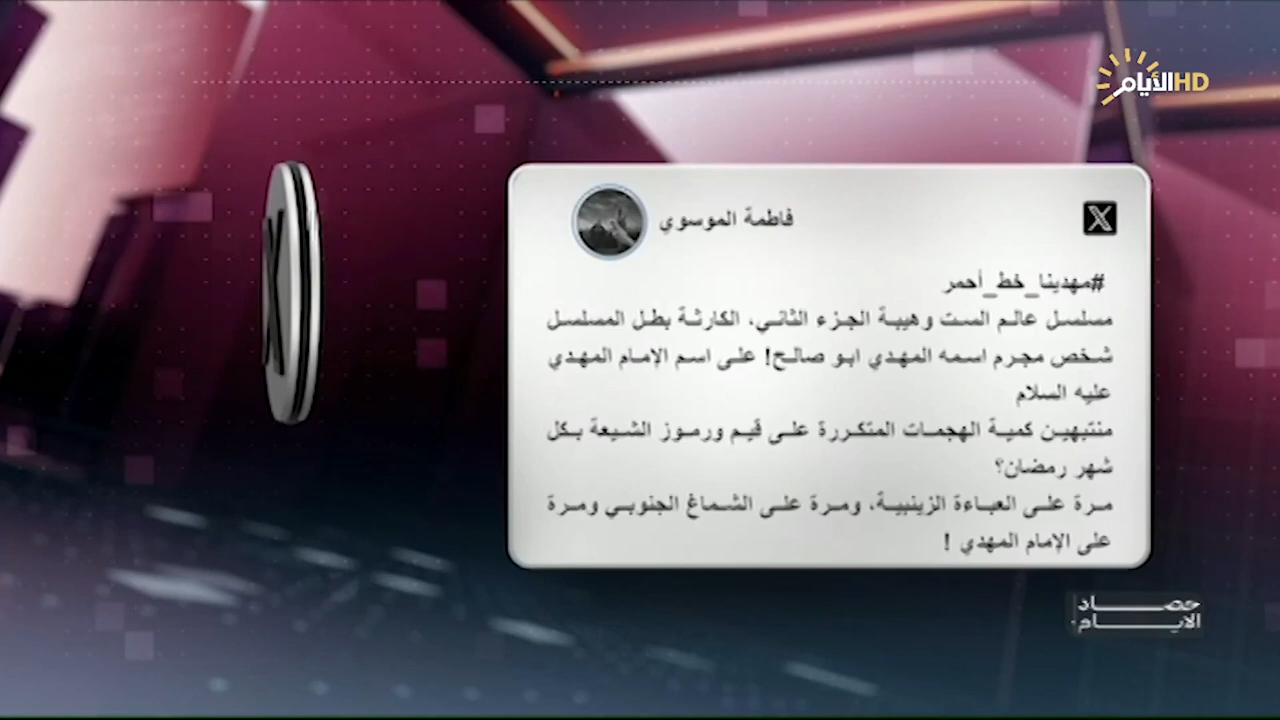 الأيام HD
فاطمة الموسوي
#مهدينا_خط_أحمر
مسلسل عالم الست وهيبة الجزء الثاني، الكارثة بطل المسلسل
شخص مجرم اسمه المهدي ابو صالح! على اسم الإمام المهدي
عليه السلام
منتبهين كمية الهجمات المتكررة على قيم ورموز الشيعة بكل
شهر رمضان؟
مرة على العباءة الزينبية، ومرة على الشماغ الجنوبي ومرة
على الإمام المهدي !
حصاد
الايام